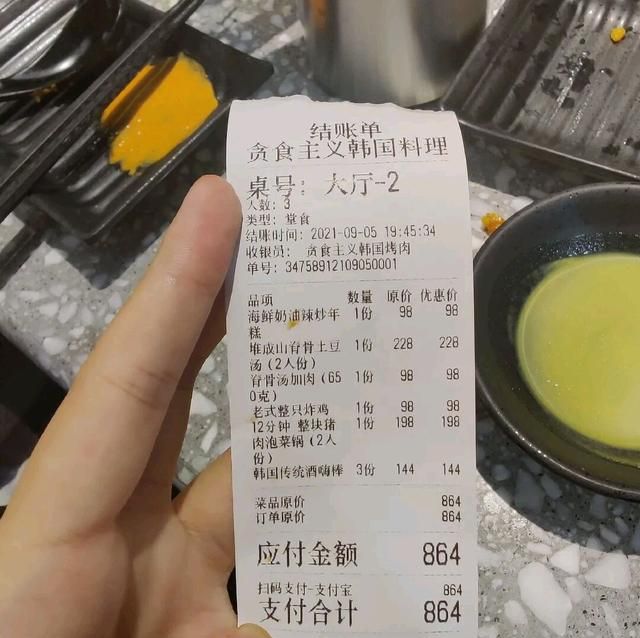 结账单
贪食主义韩国料理
桌号： 大厅-2
人数: 3
类型: 堂食
结账时间: 2021-09-05 19:45:34
收银员: 贪食主义韩国烤肉
单号: 34758912109050001
品项 数量 原价 优惠价
海鲜奶油辣炒年 1份 98 98
糕
堆成山脊骨土豆 1份 228 228
汤（2人份）
脊骨汤加肉（65 1份 98 98
0克）
老式整只炸鸡 1份 98 98
12分钟 整块猪 1份 198 198
肉泡菜锅（2人
份）
韩国传统酒嗨棒 3份 144 144
菜品原价 864
订单原价 864
应付金额 864
扫码支付-支付宝 864
支付合计 864